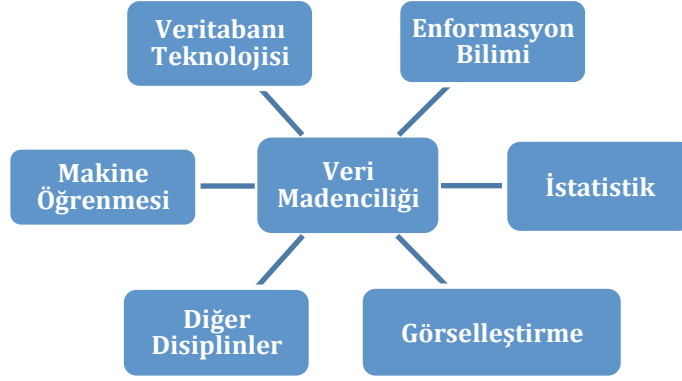 Veritabanı
Teknolojisi
Enformasyon
Bilimi
Makine
Öğrenmesi
Veri
Madenciliği
İstatistik
Diğer
Disiplinler
Görselleştirme